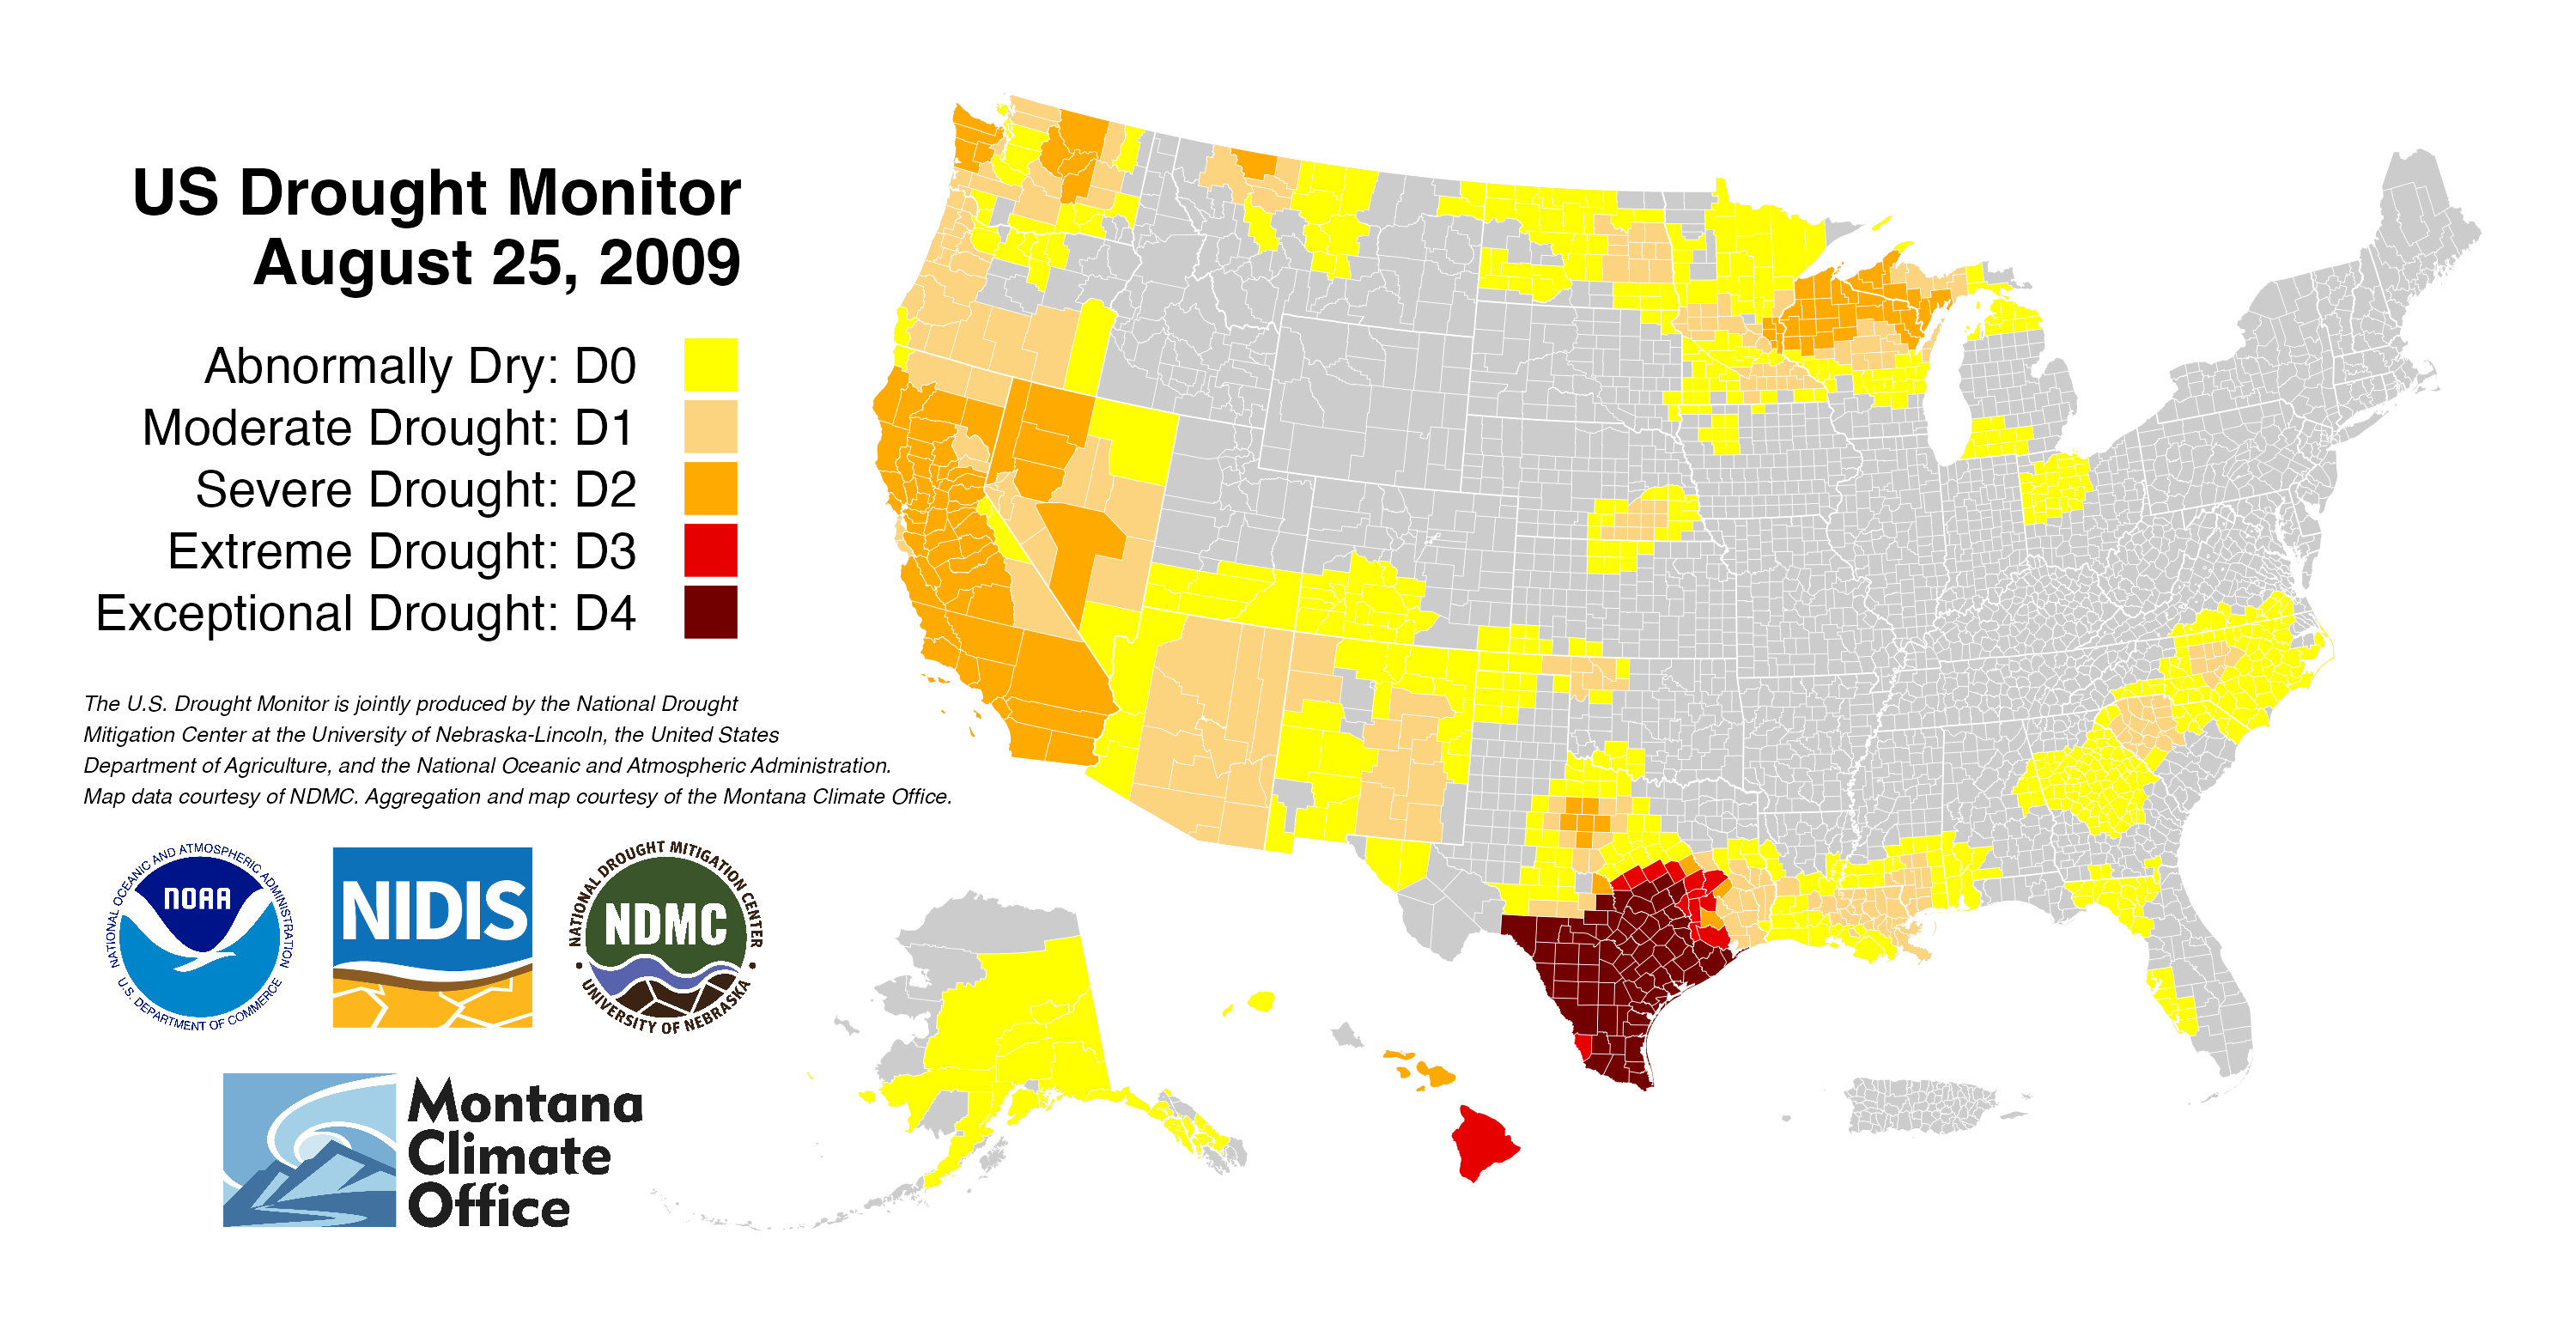 US Drought Monitor
August 25, 2009
Abnormally Dry: D0
Moderate Drought: D1
Severe Drought: D2
Extreme Drought: D3
Exceptional Drought: D4
The U.S. Drought Monitor is jointly produced by the National Drought
Mitigation Center at the University of Nebraska-Lincoln, the United States
Department of Agriculture, and the National Oceanic and Atmospheric Administration.
Map data courtesy of NDMC. Aggregation and map courtesy of the Montana Climate Office.
NATIONAL OCEANIC AND ATMOSPHERIC ADMINISTRATION
NOAA
U.S. DEPARTMENT OF COMMERCE
NIDIS
NATIONAL DROUGHT MITIGATION CENTER
NDMC
UNIVERSITY OF NEBRASKA
Montana
Climate
Office